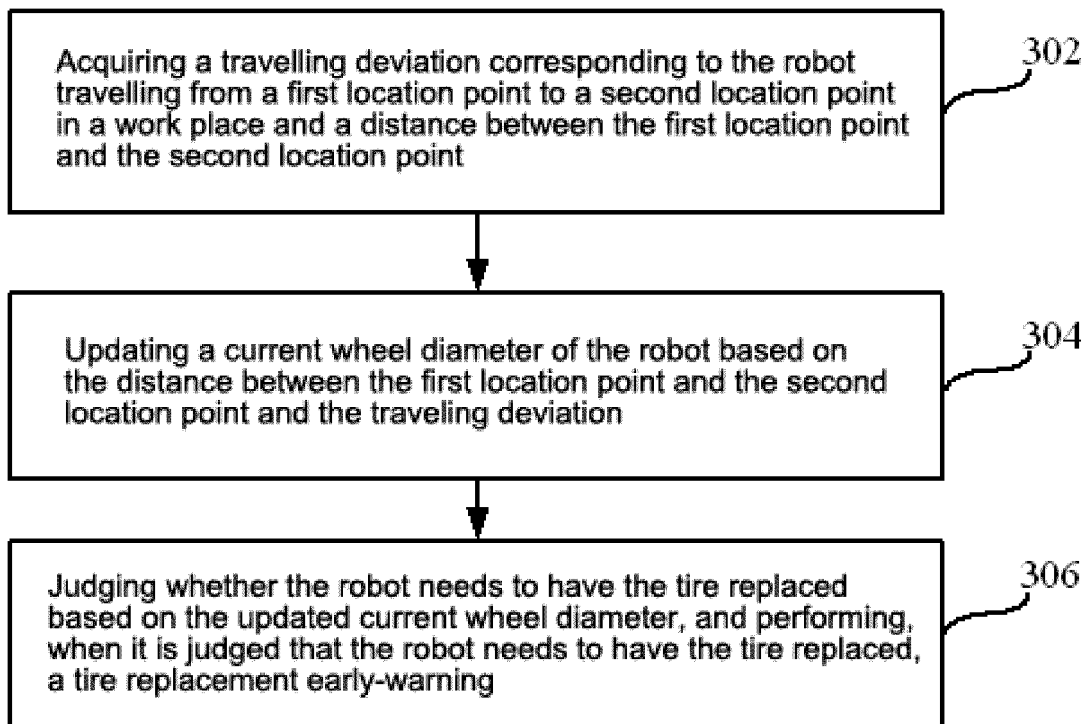 Acquiring a travelling deviation corresponding to the robot
travelling from a first location point to a second location point
in a work place and a distance between the first location point
and the second location point
302
Updating a current wheel diameter of the robot based on
the distance between the first location point and the second
location point and the traveling deviation
304
Judging whether the robot needs to have the tire replaced
based on the updated current wheel diameter, and performing,
when it is judged that the robot needs to have the tire replaced,
a tire replacement early-warning
306